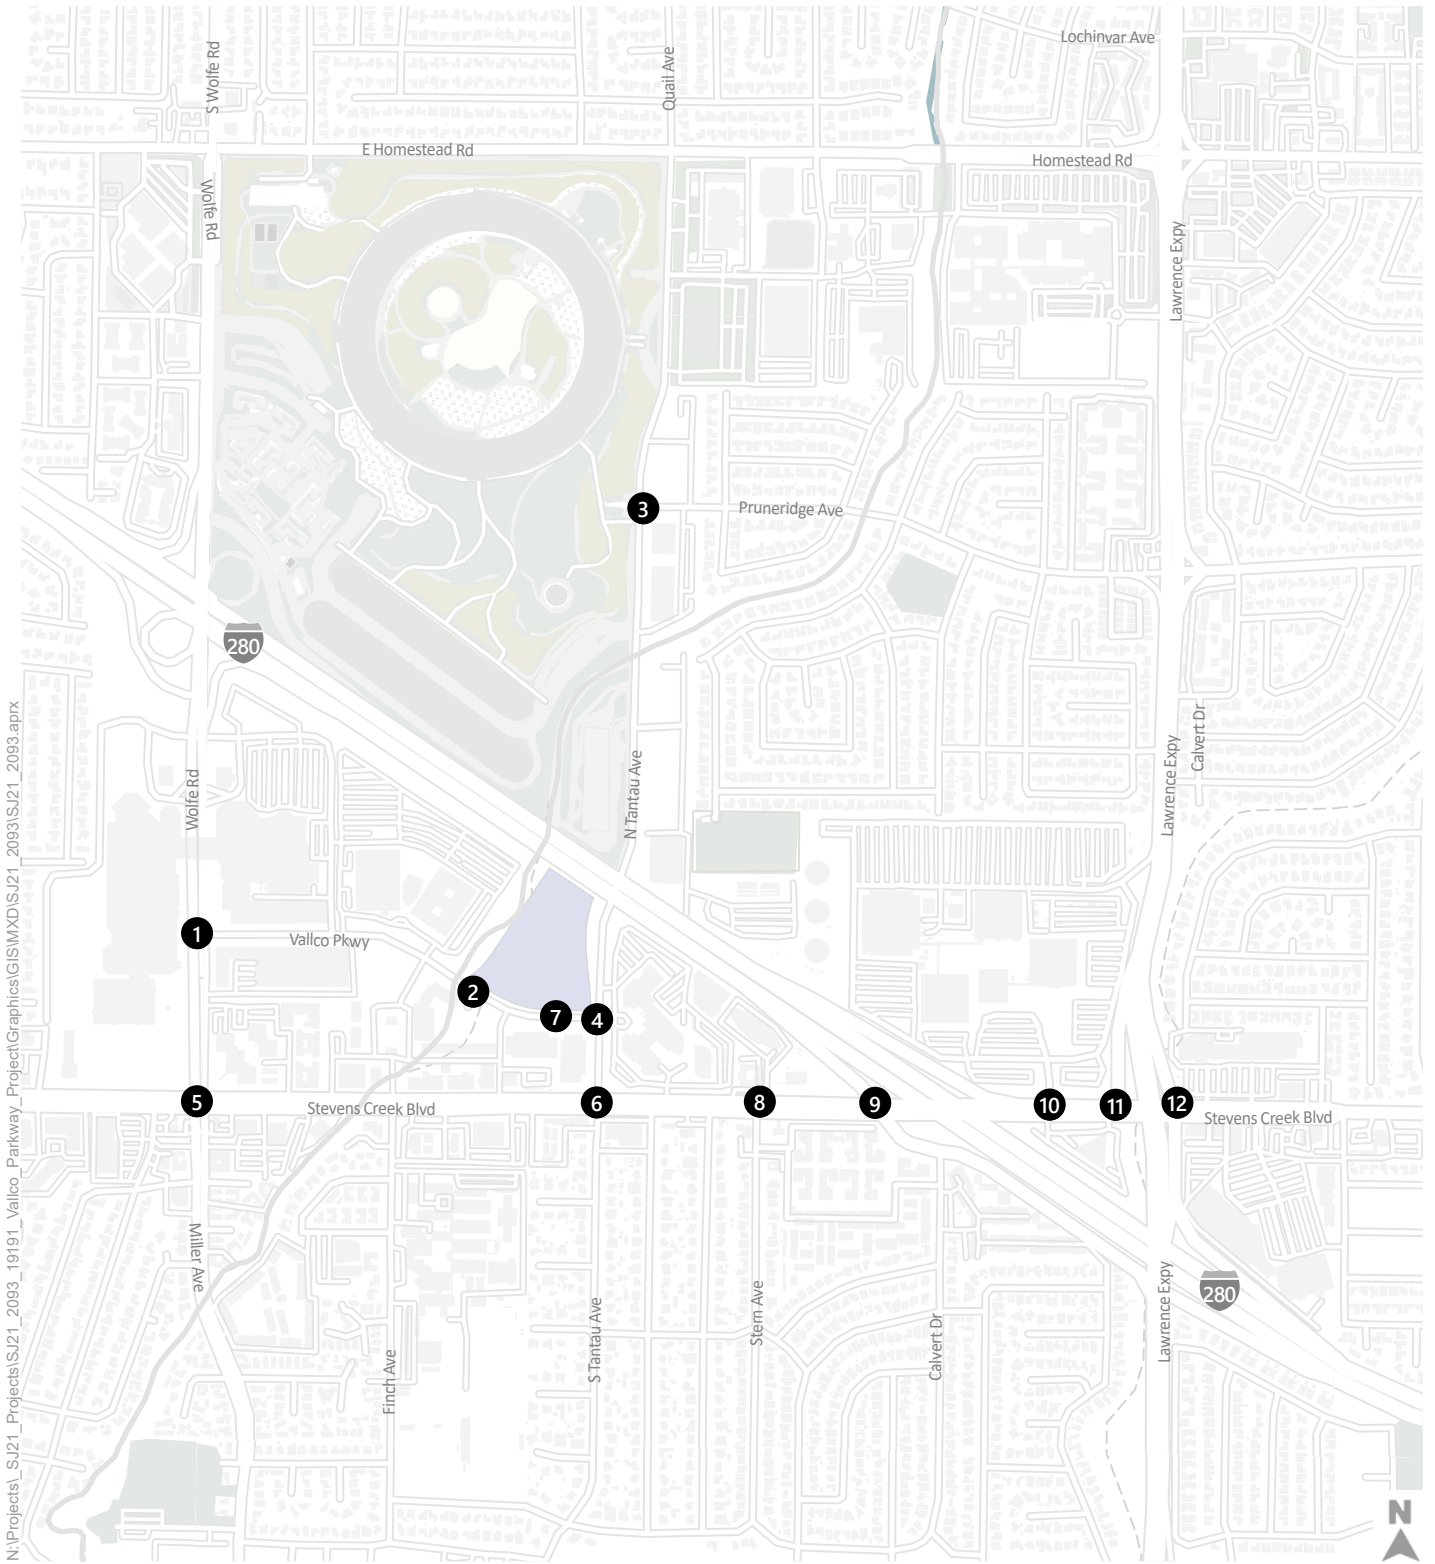 Lochinvar Ave
S Wolfe Rd
Quail Ave
E Homestead Rd
Homestead Rd
Wolfe Rd
Lawrence Expy
3
Pruneridge Ave
280
Calvert Dr
Lawrence Expy
Wolfe Rd
N Tantau Ave
1
Vallco Pkwy
2
7
4
5
Stevens Creek Blvd
6
8
9
10
11
12
Stevens Creek Blvd
Miller Ave
280
Stern Ave
S Tantau Ave
Calvert Dr
Lawrence Expy
Finch Ave
N:\Projects\_SJ21_Projects\SJ21_2093_19191_Vallco_Parkway_Project\Graphics\GIS\MXD\SJ21_2093\SJ21_2093.aprx
N